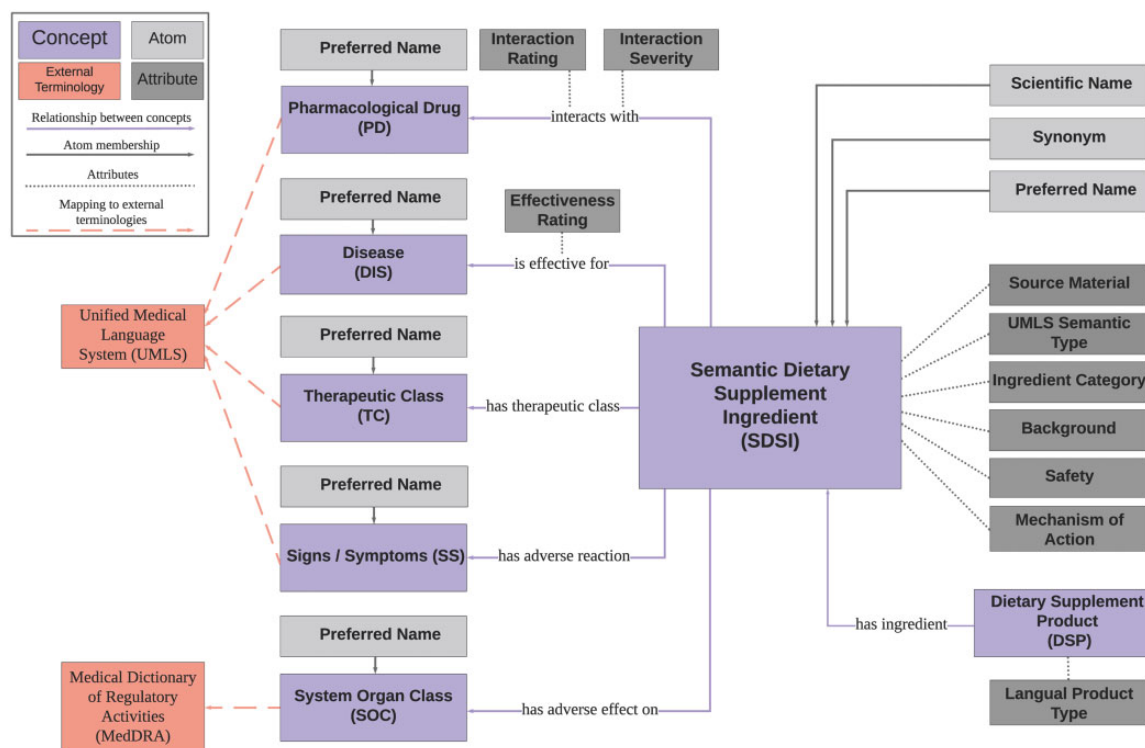 Concept
Atom
External
Terminology
Attribute
Relationship between concepts
Atom membership
Attributes
Mapping to external
terminologies
Preferred Name
Pharmacological Drug
(PD)
Interaction
Rating
Interaction
Severity
interacts with
Preferred Name
Disease
(DIS)
Effectiveness
Rating
is effective for
Unified Medical
Language
System (UMLS)
Preferred Name
Therapeutic Class
(TC)
has therapeutic class
Preferred Name
Signs / Symptoms (SS)
has adverse reaction
Preferred Name
System Organ Class
(SOC)
has adverse effect on
Medical Dictionary
of Regulatory
Activities
(MedDRA)
Semantic Dietary
Supplement
Ingredient
(SDSI)
Scientific Name
Synonym
Preferred Name
Source Material
UMLS Semantic
Type
Ingredient Category
Background
Safety
Mechanism of
Action
has ingredient
Dietary Supplement
Product
(DSP)
Langual Product
Type